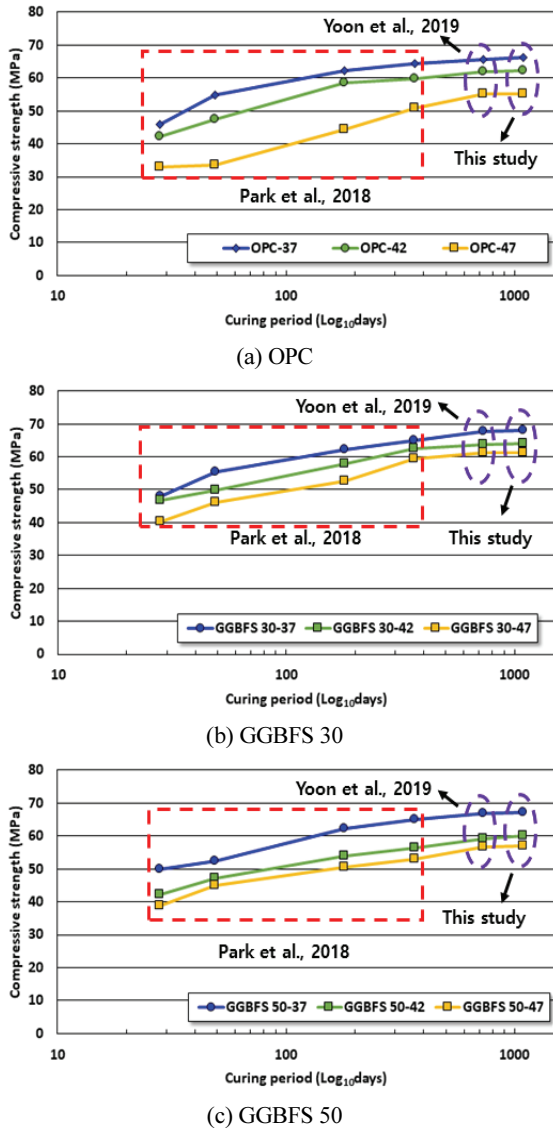 80
70
60
50
40
30
20
10
0
Compressive strength (MPa)
Yoon et al., 2019
This study
Park et al., 2018
OPC-37 OPC-42 OPC-47
10 100 1000
Curing period (Log10days)
(a) OPC
80
70
60
50
40
30
20
10
0
Compressive strength (MPa)
Yoon et al., 2019
Park et al., 2018
This study
GGBFS 30-37 GGBFS 30-42 GGBFS 30-47
10 100 1000
Curing period (Log10days)
(b) GGBFS 30
80
70
60
50
40
30
20
10
0
Compressive strength (MPa)
Yoon et al., 2019
This study
Park et al., 2018
GGBFS 50-37 GGBFS 50-42 GGBFS 50-47
10 100 1000
Curing period (Log10days)
(c) GGBFS 50